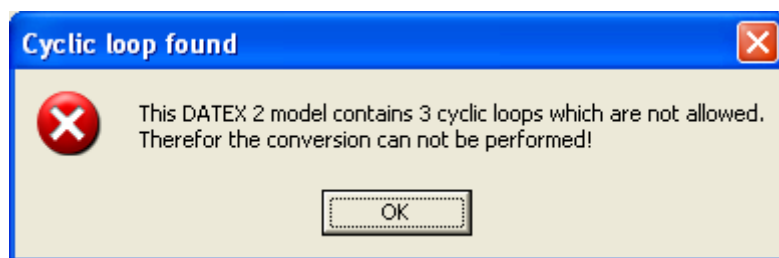 Cyclic loop found
This DATEX 2 model contains 3 cyclic loops which are not allowed.
Therefor the conversion can not be performed!
OK